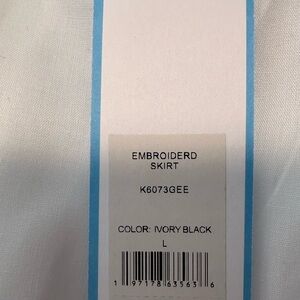 EMBROIDERD
SKIRT
K6073GEE
COLOR: IVORY BLACK
L
1 97178 63563 6